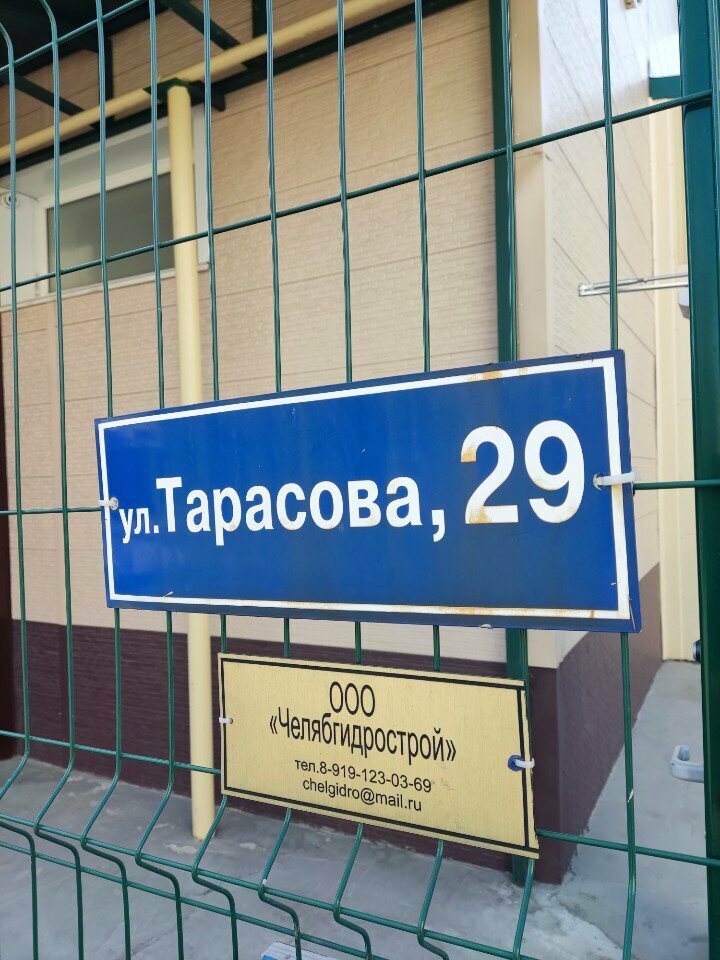 ул.Тарасова, 29
ООО
«Челябгидрострой»
тел.8-919-123-03-69
chelgidro@mail.ru